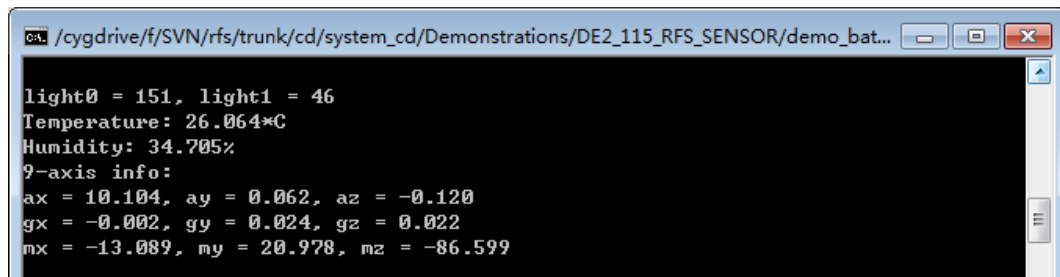 /cygdrive/f/SVN/rfs/trunk/cd/system_cd/Demonstrations/DE2_115_RFS_SENSOR/demo_bat...
light0 = 151, light1 = 46
Temperature: 26.064*C
Humidity: 34.705%
9-axis info:
ax = 10.104, ay = 0.062, az = -0.120
gx = -0.002, gy = 0.024, gz = 0.022
mx = -13.089, my = 20.978, mz = -86.599